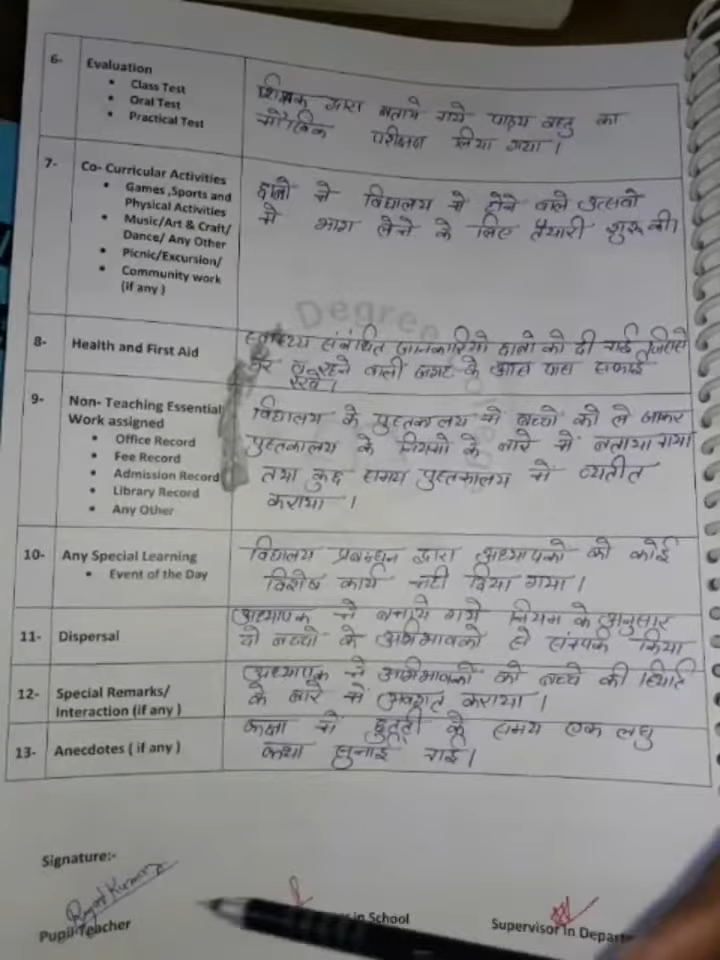 6- Evaluation
• Class Test
• Oral Test
• Practical Test
शिक्षक द्वारा बताये गये पाठ्य वस्तु का
मौखिक परीक्षण लिया गया।
7- Co- Curricular Activities
• Games ,Sports and
Physical Activities
• Music/Art & Craft/
Dance/ Any Other
• Picnic/Excursion/
• Community work
(if any )
छात्रो ने विद्यालय मे होने वाले उत्सवो
मे भाग लेने के लिए तैयारी शुरू की।
Degree
8- Health and First Aid
स्वास्थ्य संबंधित जानकारियो छात्रो को दी गई जिससे
रहने वाली जगह के आस पास सफाई
रखे।
9- Non- Teaching Essential
Work assigned
• Office Record
• Fee Record
• Admission Record
• Library Record
• Any Other
विद्यालय के पुस्तकालय मे बच्चो को ले जाकर
पुस्तकालय के नियमो के बारे मे बताया गया
तथा कुछ समय पुस्तकालय मे व्यतीत
कराया ।
10- Any Special Learning
• Event of the Day
विद्यालय प्रबन्धन द्वारा अध्यापको को कोई
विशेष कार्य नही दिया गया।
11- Dispersal
अध्यापक ने बनाये गये नियम के अनुसार
बच्चो के अभिभावको से संपर्क किया
12- Special Remarks/
Interaction (if any )
अध्यापक ने अभिभावको को बच्चे की स्थिति
के बारे मे अवगत कराया।
13- Anecdotes ( if any )
कक्षा मे छुट्टी के समय एक लघु
कथा सुनाई गई।
Signature:-
Kumar
Pupil Teacher
in School
Supervisor in Depart